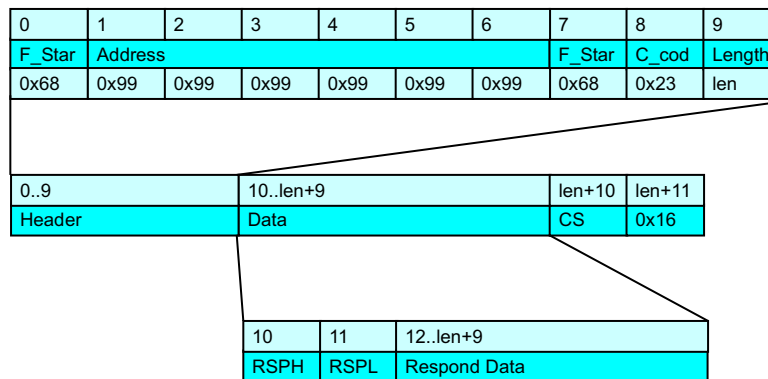 0 1 2 3 4 5 6 7 8 9
F_Star Address F_Star C_cod Length
0x68 0x99 0x99 0x99 0x99 0x99 0x99 0x68 0x23 len
0..9 10..len+9 len+10 len+11
Header Data CS 0x16
10 11 12..len+9
RSPH RSPL Respond Data